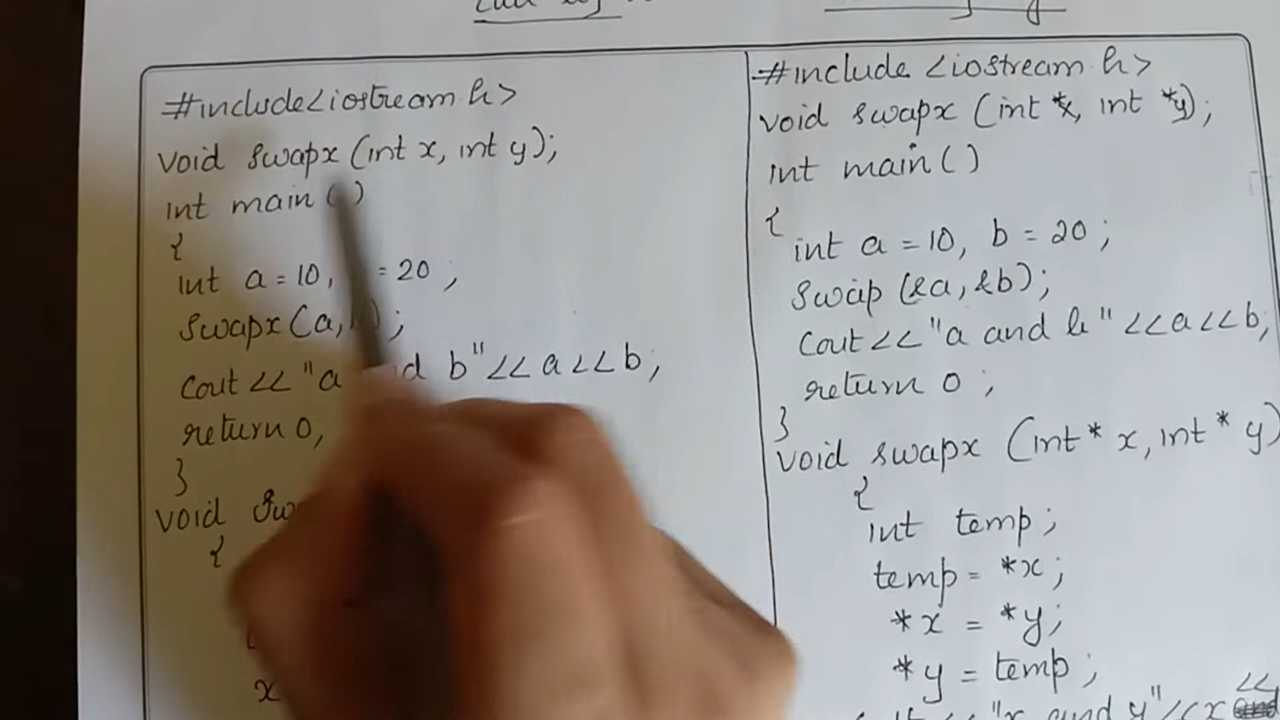 #include<iostream h>
void swapx (int x, int y);
int main ( )
{
int a = 10, = 20 ,
swapx (a, ) ;
cout << "a b" << a << b ;
return 0,
}
void
{
x
#include <iostream h>
void swapx (int *x, int *y);
int main ( )
{
int a = 10, b = 20 ;
swap (&a, &b);
cout << "a and b" << a << b,
return 0 ;
}
void swapx (int* x, int* y)
{
int temp ;
temp = *x ;
*x = *y;
*y = temp ;
"x and y" << x <<